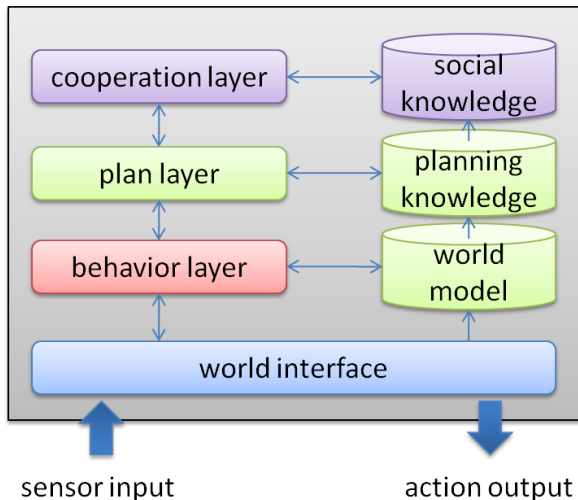 cooperation layer
social
knowledge
plan layer
planning
knowledge
behavior layer
world
model
world interface
sensor input
action output